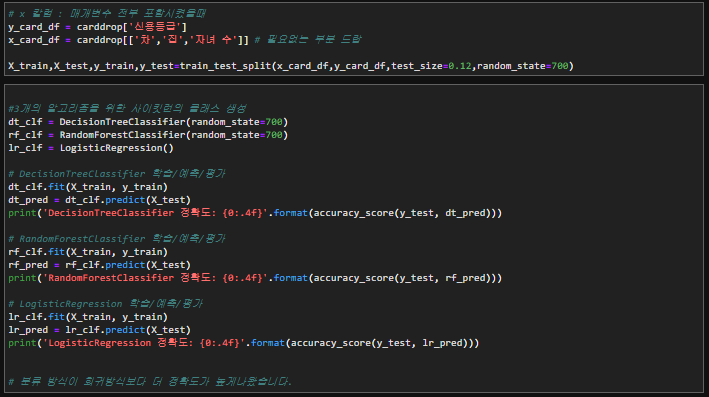 # x 칼럼 : 매개변수 전부 포함시켰을때
y_card_df = carddrop['신용등급']
x_card_df = carddrop[['차','집','자녀 수']] # 필요없는 부분 드랍
X_train,X_test,y_train,y_test=train_test_split(x_card_df,y_card_df,test_size=0.12,random_state=700)
#3개의 알고리즘을 위한 사이킷런의 클래스 생성
dt_clf = DecisionTreeClassifier(random_state=700)
rf_clf = RandomForestClassifier(random_state=700)
lr_clf = LogisticRegression()
# DecisionTreeClassifier 학습/예측/평가
dt_clf.fit(X_train, y_train)
dt_pred = dt_clf.predict(X_test)
print('DecisionTreeClassifier 정확도: {0:.4f}'.format(accuracy_score(y_test, dt_pred)))
# RandomForestClassifier 학습/예측/평가
rf_clf.fit(X_train, y_train)
rf_pred = rf_clf.predict(X_test)
print('RandomForestClassifier 정확도: {0:.4f}'.format(accuracy_score(y_test, rf_pred)))
# LogisticRegression 학습/예측/평가
lr_clf.fit(X_train, y_train)
lr_pred = lr_clf.predict(X_test)
print('LogisticRegression 정확도: {0:.4f}'.format(accuracy_score(y_test, lr_pred)))
# 분류 방식이 회귀방식보다 더 정확도가 높게나왔습니다.